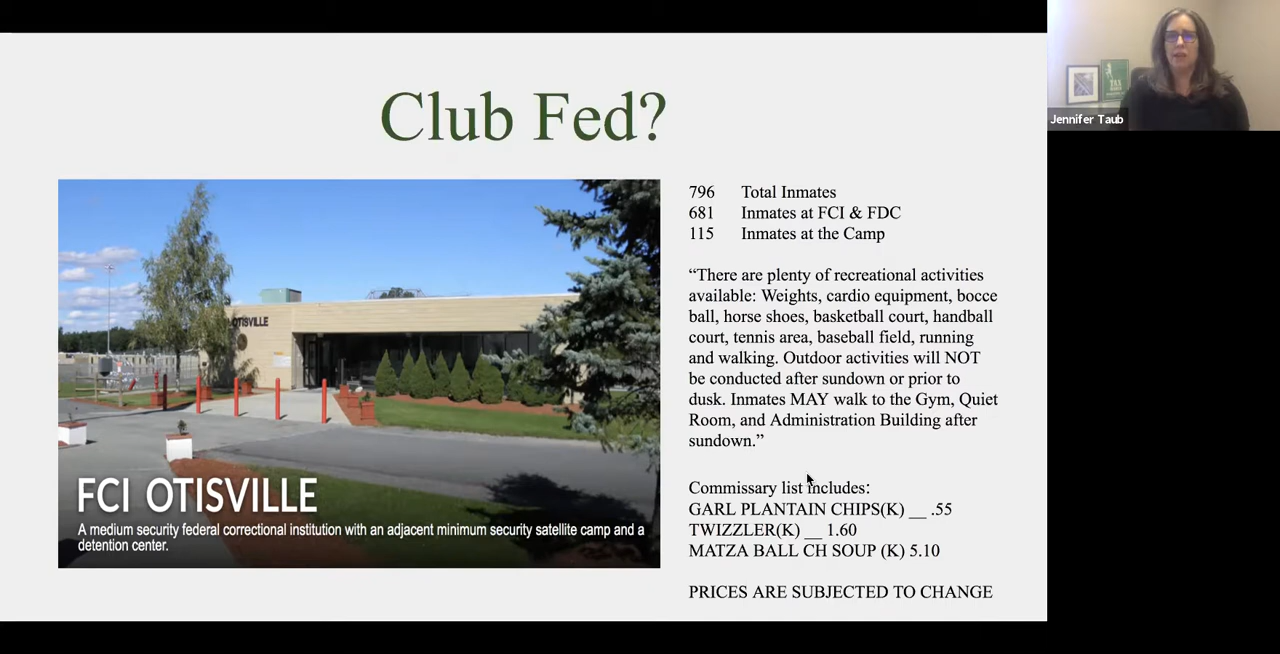 Club Fed?
Jennifer Taub
OTISVILLE
FCI OTISVILLE
A medium security federal correctional institution with an adjacent minimum security satellite camp and a
detention center.
796 Total Inmates
681 Inmates at FCI & FDC
115 Inmates at the Camp
“There are plenty of recreational activities
available: Weights, cardio equipment, bocce
ball, horse shoes, basketball court, handball
court, tennis area, baseball field, running
and walking. Outdoor activities will NOT
be conducted after sundown or prior to
dusk. Inmates MAY walk to the Gym, Quiet
Room, and Administration Building after
sundown.”
Commissary list includes:
GARL PLANTAIN CHIPS(K) __ .55
TWIZZLER(K) __ 1.60
MATZA BALL CH SOUP (K) 5.10
PRICES ARE SUBJECTED TO CHANGE